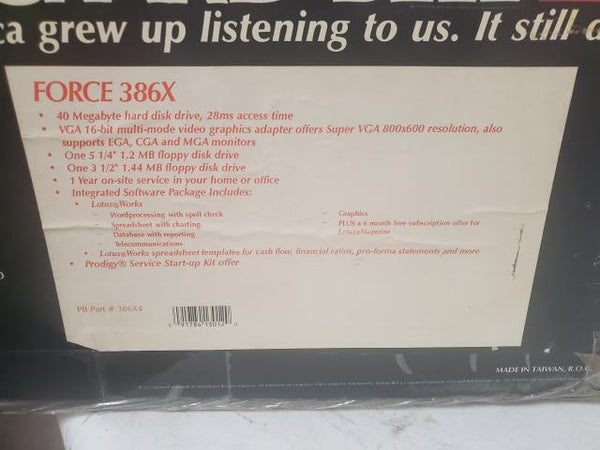 ca grew up listening to us. It still
FORCE 386X
• 40 Megabyte hard disk drive, 28ms access time
• VGA 16-bit multi-mode video graphics adapter offers Super VGA 800x600 resolution, also
supports EGA, CGA and MGA monitors
• One 5 1/4" 1.2 MB floppy disk drive
• One 3 1/2" 1.44 MB floppy disk drive
• 1 Year on-site service in your home or office
• Integrated Software Package Includes:
• Lotus®Works
– Wordprocessing with spell check
– Spreadsheet with charting
– Database with reporting
– Telecommunications
– Graphics
– PLUS a 6 month free subscription offer for
Lotus®Magazine
• Lotus®Works spreadsheet templates for cash flow, financial ratios, pro-forma statements and more
• Prodigy® Service Start-up Kit offer
PB Part # 386X4
91784 13012
MADE IN TAIWAN, R.O.C